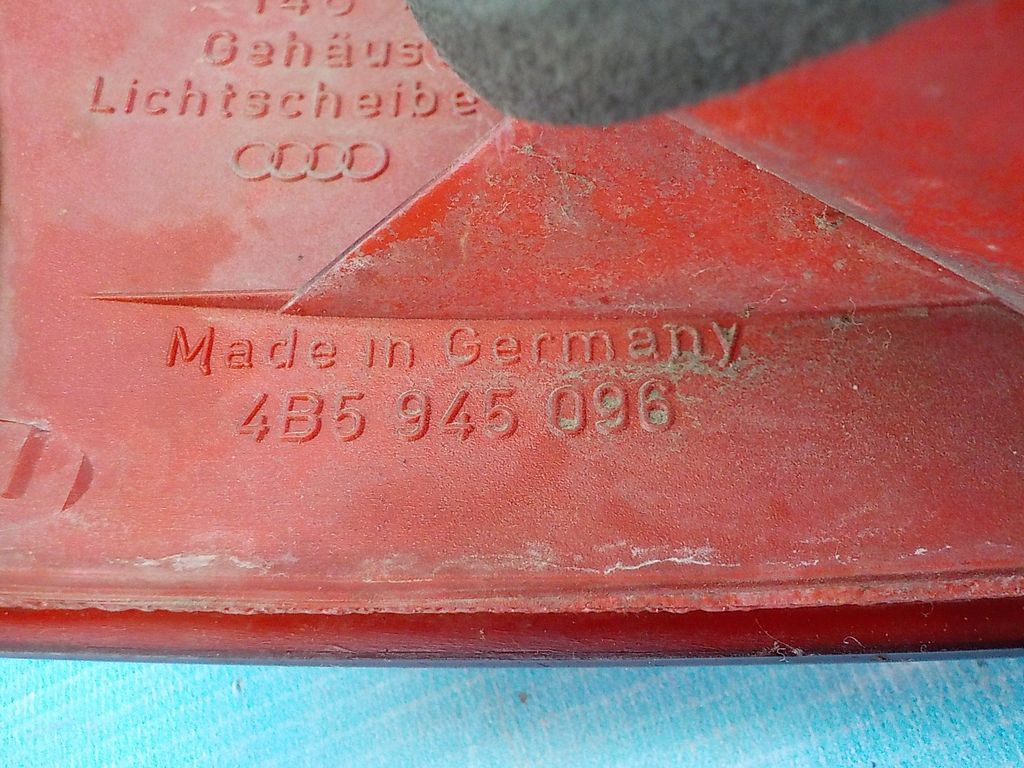 Gehäus
Lichtscheibe
Made in Germany
4B5 945 096